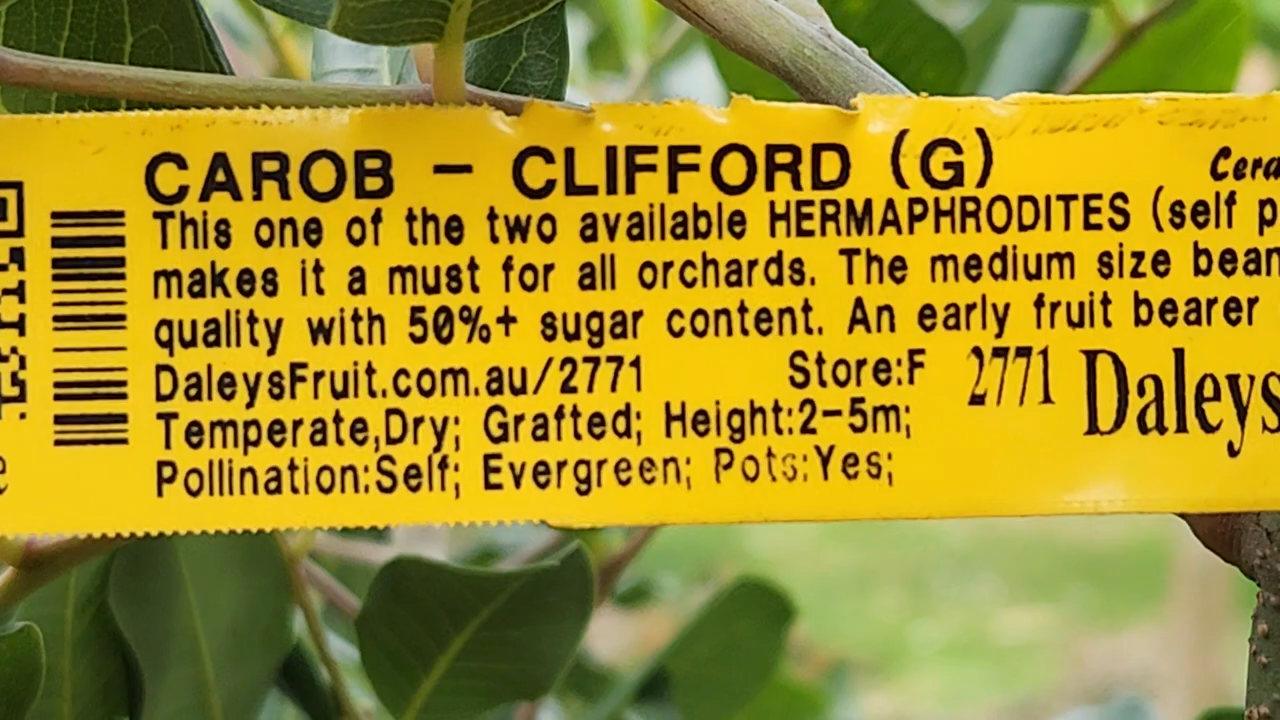 CAROB - CLIFFORD (G)
Cera
This one of the two available HERMAPHRODITES (self p
makes it a must for all orchards. The medium size bean
quality with 50%+ sugar content. An early fruit bearer
DaleysFruit.com.au/2771 Store:F 2771 Daleys
Temperate,Dry; Grafted; Height:2-5m;
Pollination:Self; Evergreen; Pots:Yes;